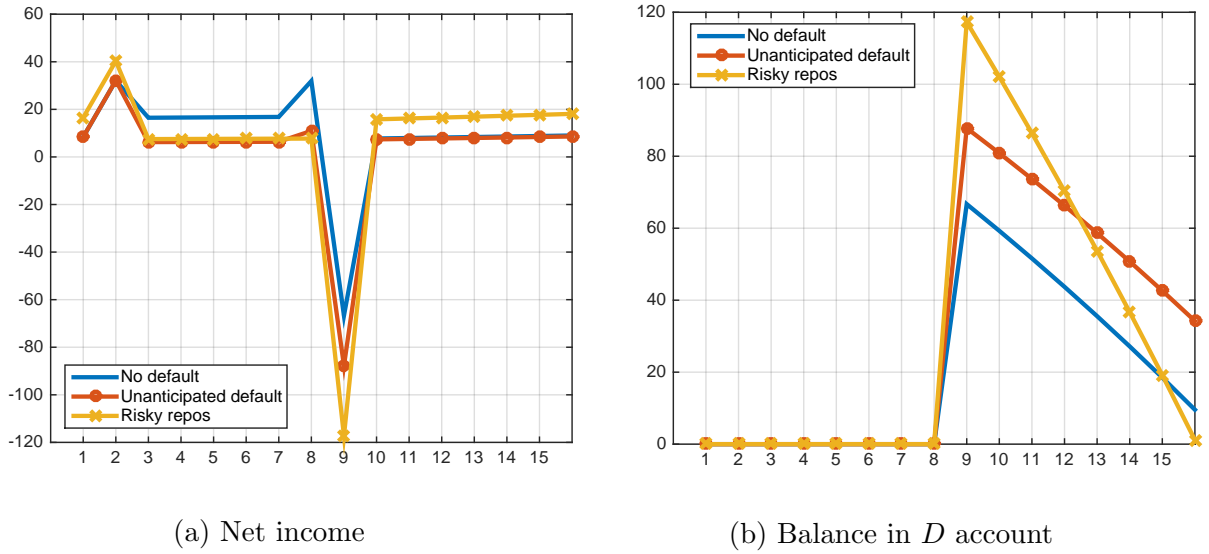 60
40
20
0
-20
-40
-60
-80
-100
-120
1 2 3 4 5 6 7 8 9 10 11 12 13 14 15
No default
Unanticipated default
Risky repos
(a) Net income
120
100
80
60
40
20
0
1 2 3 4 5 6 7 8 9 10 11 12 13 14 15
No default
Unanticipated default
Risky repos
(b) Balance in D account